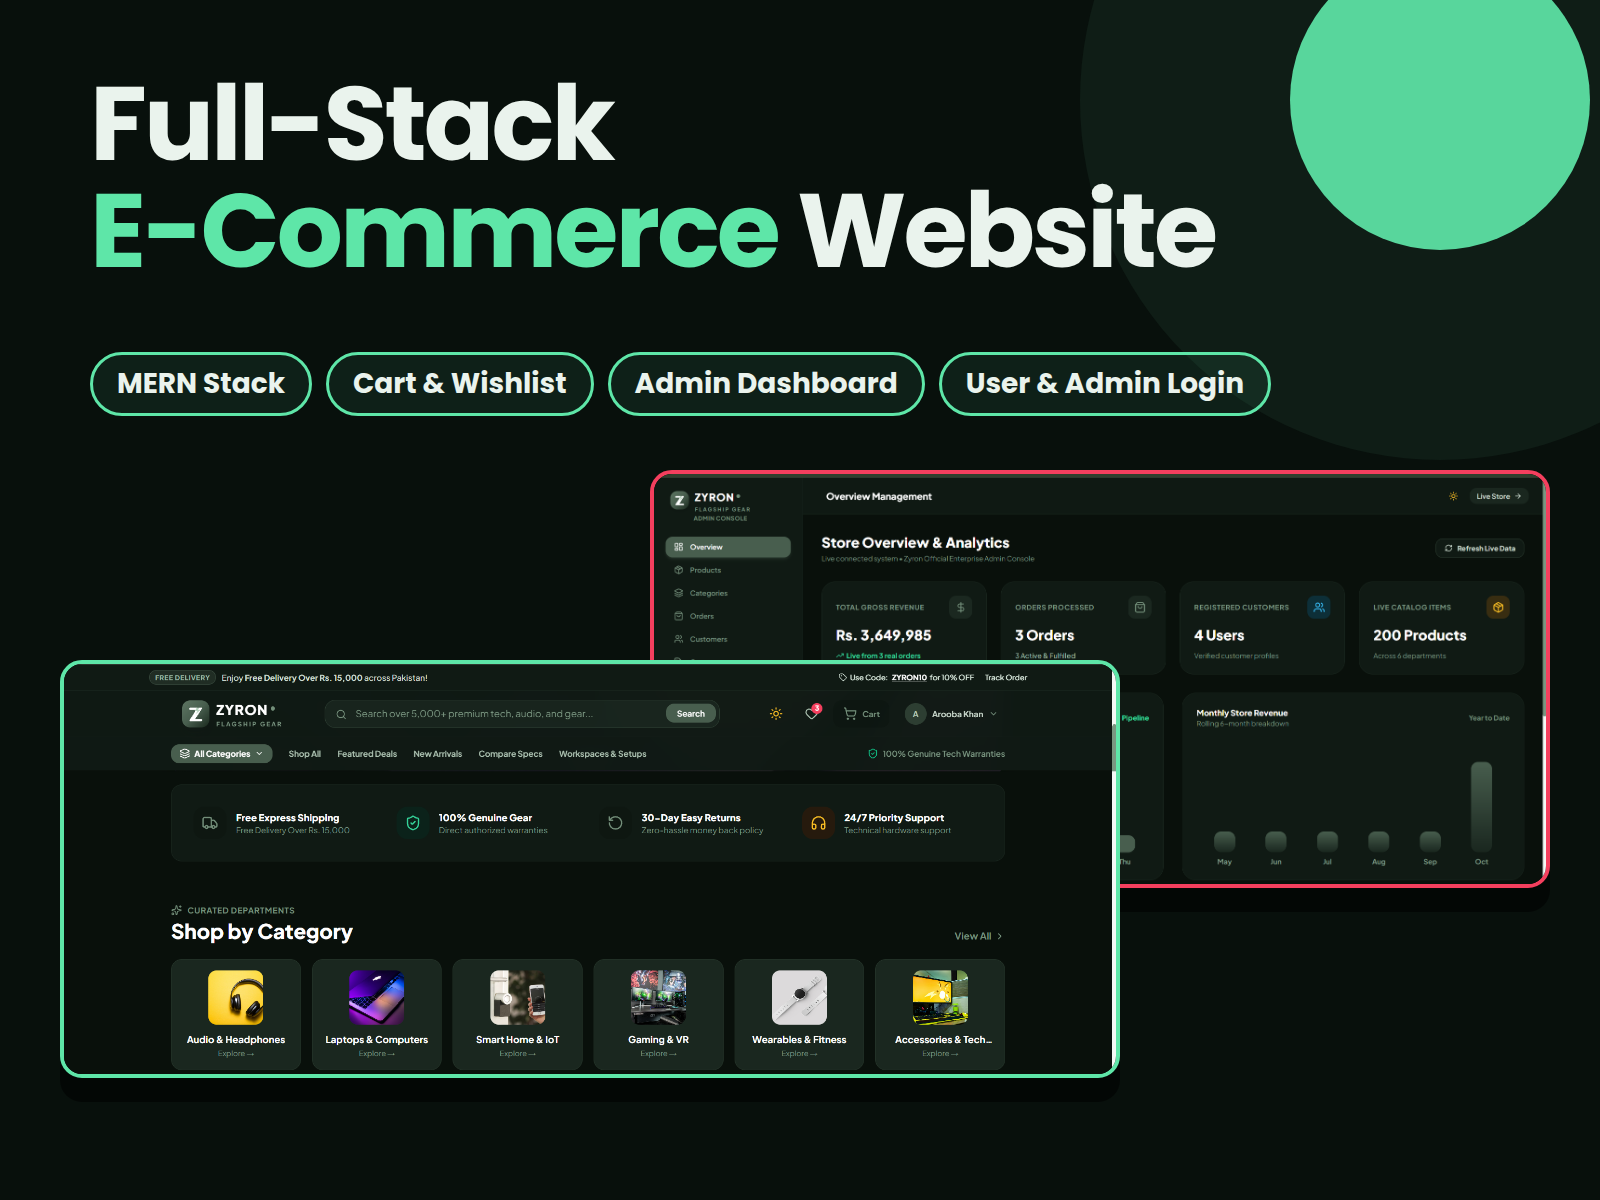 Full-Stack
E-Commerce Website
MERN Stack
Cart & Wishlist
Admin Dashboard
User & Admin Login
ZYRON
FLAGSHIP GEAR
ADMIN CONSOLE
Overview
Products
Categories
Orders
Customers
Overview Management
Live Store →
Store Overview & Analytics
Live connected system • Zyron Official Enterprise Admin Console
Refresh Live Data
TOTAL GROSS REVENUE
Rs. 3,649,985
Live from 3 real orders
ORDERS PROCESSED
3 Orders
3 Active & Fulfilled
REGISTERED CUSTOMERS
4 Users
Verified customer profiles
LIVE CATALOG ITEMS
200 Products
Across 6 departments
Pipeline
Thu
Monthly Store Revenue
Rolling 6-month breakdown
Year to Date
May Jun Jul Aug Sep Oct
FREE DELIVERY Enjoy Free Delivery Over Rs. 15,000 across Pakistan!
Use Code: ZYRON10 for 10% OFF Track Order
ZYRON
FLAGSHIP GEAR
Search over 5,000+ premium tech, audio, and gear...
Search
3
Cart
A Arooba Khan
All Categories Shop All Featured Deals New Arrivals Compare Specs Workspaces & Setups
100% Genuine Tech Warranties
Free Express Shipping
Free Delivery Over Rs. 15,000
100% Genuine Gear
Direct authorized warranties
30-Day Easy Returns
Zero-hassle money back policy
24/7 Priority Support
Technical hardware support
CURATED DEPARTMENTS
Shop by Category
View All
Audio & Headphones
Explore →
Laptops & Computers
Explore →
Smart Home & IoT
Explore →
Gaming & VR
Explore →
Wearables & Fitness
Explore →
Accessories & Tech...
Explore →